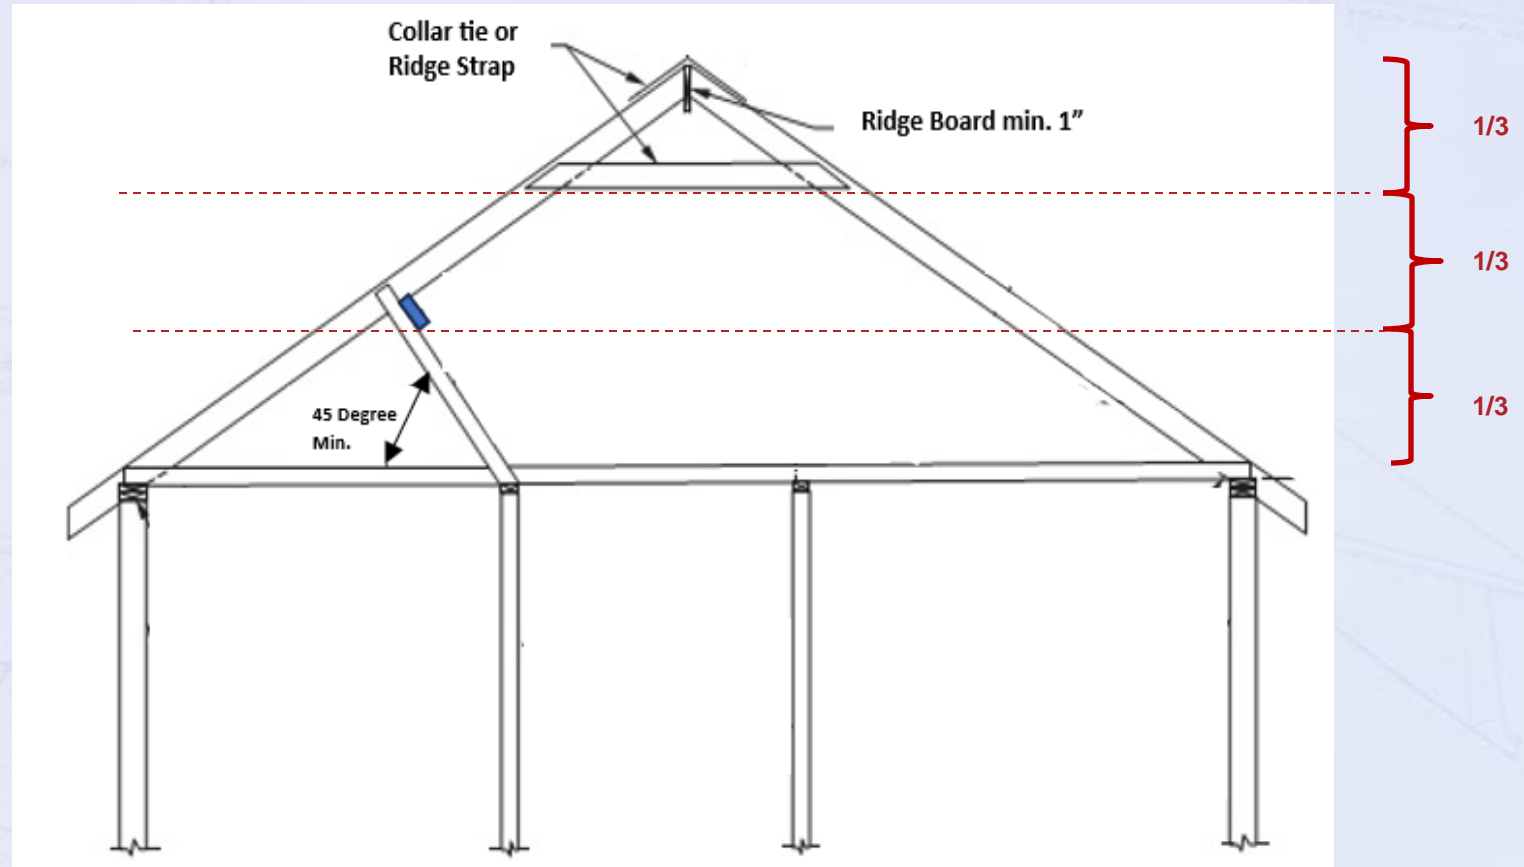 Collar tie or
Ridge Strap
Ridge Board min. 1”
1/3
1/3
45 Degree
Min.
1/3